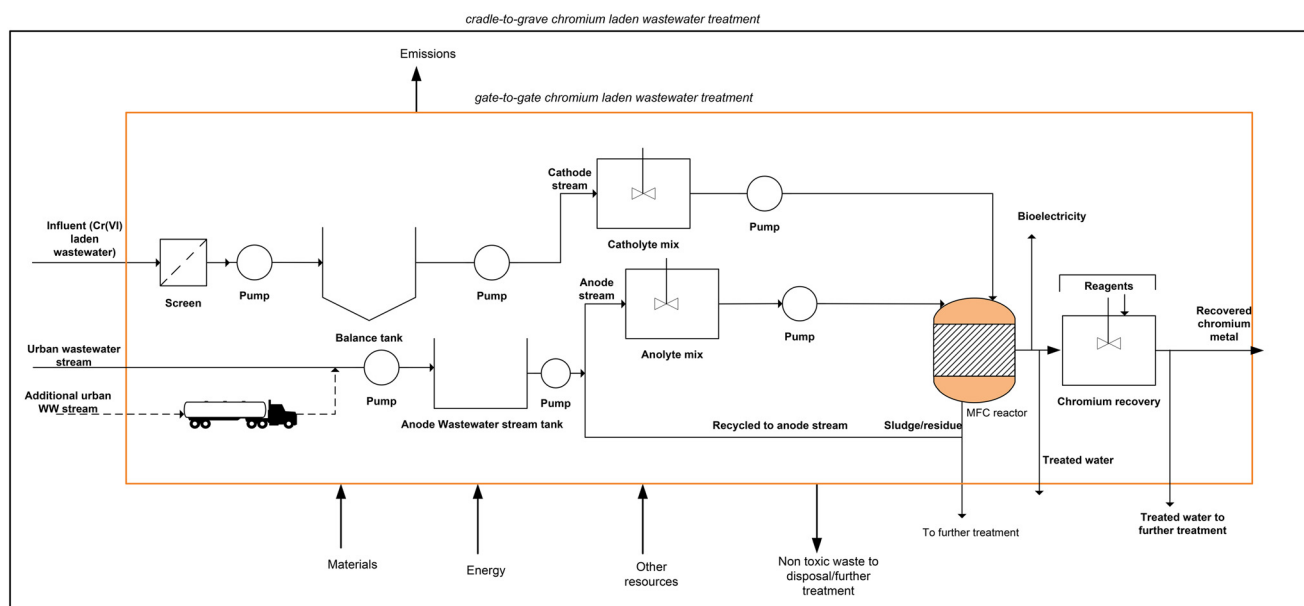 cradle-to-grave chromium laden wastewater treatment
Emissions
gate-to-gate chromium laden wastewater treatment
Influent (Cr(VI)
laden
wastewater)
Screen
Pump
Balance tank
Pump
Cathode
stream
Catholyte mix
Pump
Urban wastewater
stream
Additional urban
WW stream
Pump
Anode Wastewater stream tank
Pump
Anode
stream
Anolyte mix
Pump
MFC reactor
Bioelectricity
Reagents
Chromium recovery
Recovered
chromium
metal
Recycled to anode stream
Sludge/residue
Treated water
To further treatment
Treated water to
further treatment
Materials
Energy
Other
resources
Non toxic waste to
disposal/further
treatment